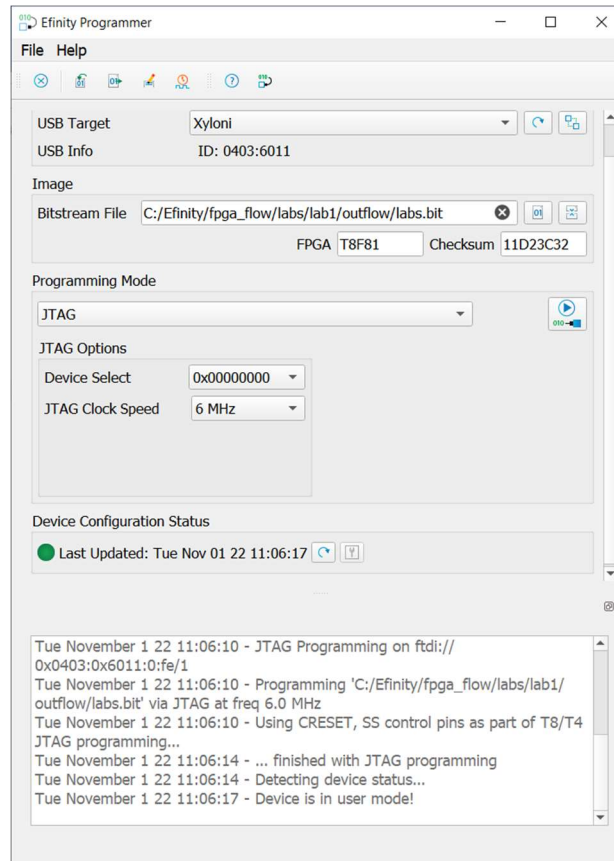 Efinity Programmer
File Help
USB Target Xyloni
USB Info ID: 0403:6011
Image
Bitstream File C:/Efinity/fpga_flow/labs/lab1/outflow/labs.bit
FPGA T8F81 Checksum 11D23C32
Programming Mode
JTAG
JTAG Options
Device Select 0x00000000
JTAG Clock Speed 6 MHz
Device Configuration Status
Last Updated: Tue Nov 01 22 11:06:17
Tue November 1 22 11:06:10 - JTAG Programming on ftdi://
0x0403:0x6011:0:fe/1
Tue November 1 22 11:06:10 - Programming 'C:/Efinity/fpga_flow/labs/lab1/
outflow/labs.bit' via JTAG at freq 6.0 MHz
Tue November 1 22 11:06:10 - Using CRESET, SS control pins as part of T8/T4
JTAG programming...
Tue November 1 22 11:06:14 - ... finished with JTAG programming
Tue November 1 22 11:06:14 - Detecting device status...
Tue November 1 22 11:06:17 - Device is in user mode!